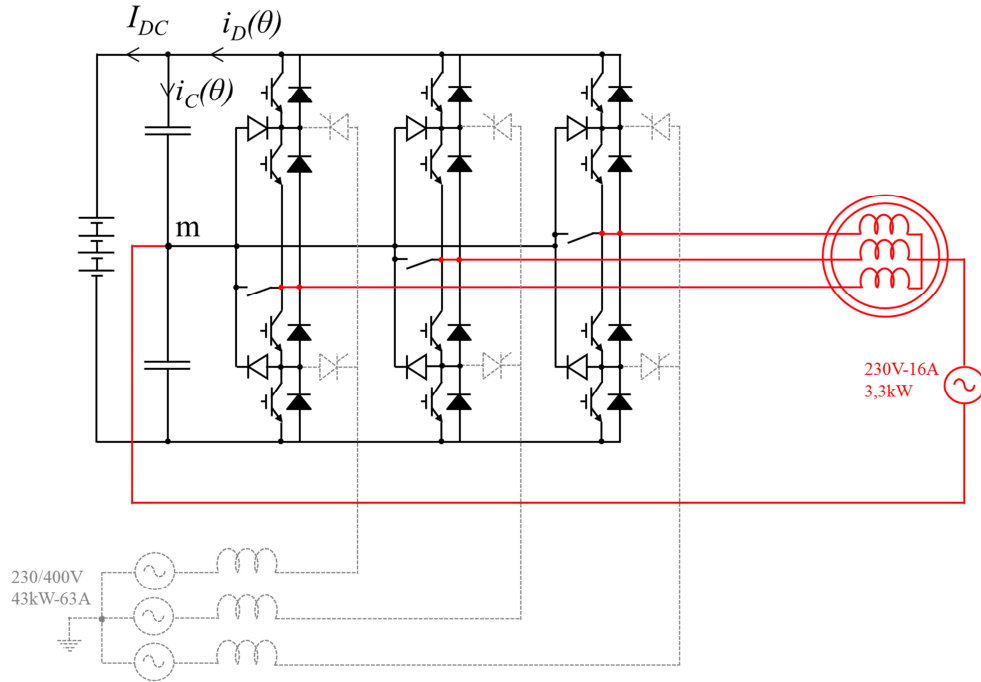 I_DC
i_D(θ)
i_C(θ)
m
230V-16A
3,3kW
230/400V
43kW-63A